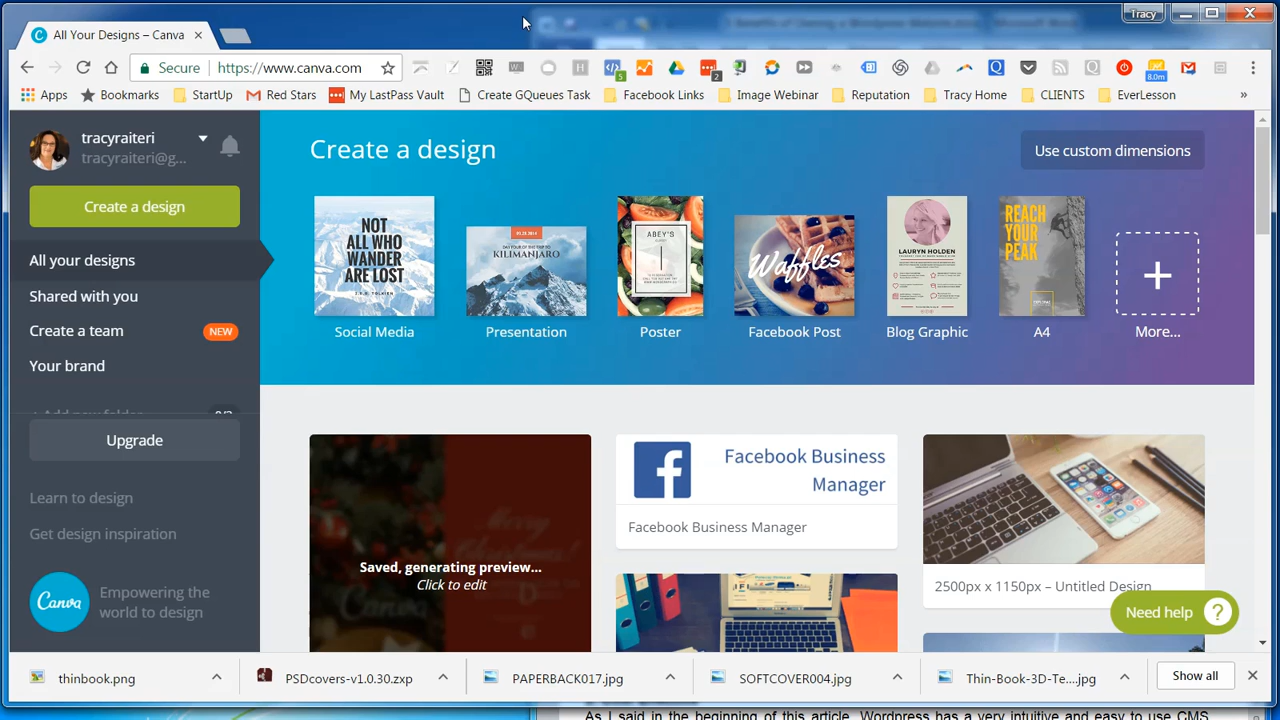 Tracy
All Your Designs – Canva
Secure https://www.canva.com
5
2
8.0m
Apps Bookmarks StartUp Red Stars My LastPass Vault Create GQueues Task Facebook Links Image Webinar Reputation Tracy Home CLIENTS EverLesson »
tracyraiteri
tracyraiteri@g...
Create a design
All your designs
Shared with you
Create a team NEW
Your brand
Upgrade
Learn to design
Get design inspiration
Canva
Empowering the
world to design
Create a design
Use custom dimensions
NOT
ALL WHO
WANDER
ARE LOST
KILIMANJARO
ABEY'S
Waffles
LAURYN HOLDEN
REACH
YOUR
PEAK
Social Media Presentation Poster Facebook Post Blog Graphic A4 More...
Merry
Christmas!
Saved, generating preview...
Click to edit
Facebook Business
Manager
Facebook Business Manager
2500px x 1150px – Untitled Design
Need help ?
thinbook.png PSDcovers-v1.0.30.zxp PAPERBACK017.jpg SOFTCOVER004.jpg Thin-Book-3D-Te....jpg Show all
As I said in the beginning of this article, Wordpress has a very intuitive and easy to use CMS